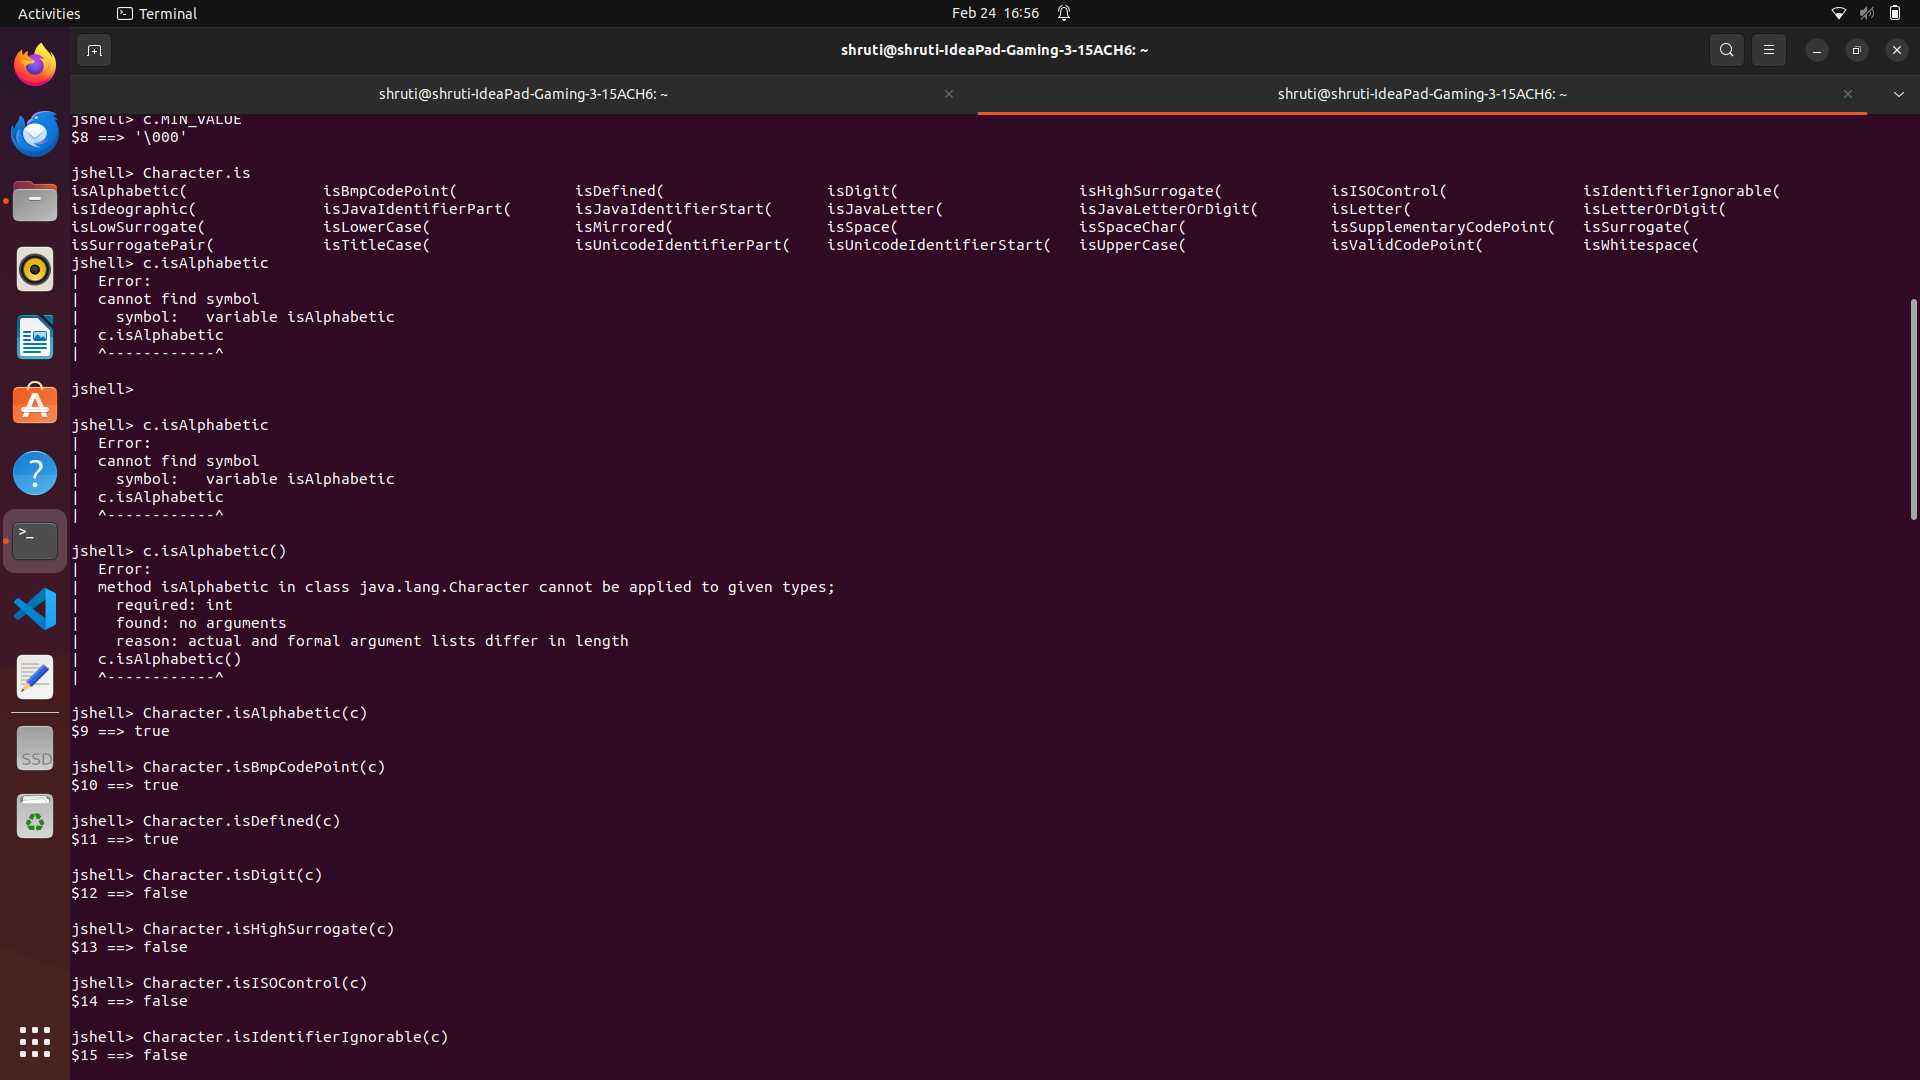 Activities Terminal Feb 24 16:56
shruti@shruti-IdeaPad-Gaming-3-15ACH6: ~
shruti@shruti-IdeaPad-Gaming-3-15ACH6: ~ shruti@shruti-IdeaPad-Gaming-3-15ACH6: ~
jshell> c.MIN_VALUE
$8 ==> '\000'
jshell> Character.is
isAlphabetic( isBmpCodePoint( isDefined( isDigit( isHighSurrogate( isISOControl( isIdentifierIgnorable(
isIdeographic( isJavaIdentifierPart( isJavaIdentifierStart( isJavaLetter( isJavaLetterOrDigit( isLetter( isLetterOrDigit(
isLowSurrogate( isLowerCase( isMirrored( isSpace( isSpaceChar( isSupplementaryCodePoint( isSurrogate(
isSurrogatePair( isTitleCase( isUnicodeIdentifierPart( isUnicodeIdentifierStart( isUpperCase( isValidCodePoint( isWhitespace(
jshell> c.isAlphabetic
|  Error:
|  cannot find symbol
|    symbol:   variable isAlphabetic
|  c.isAlphabetic
|  ^------------^
jshell>
jshell> c.isAlphabetic
|  Error:
|  cannot find symbol
|    symbol:   variable isAlphabetic
|  c.isAlphabetic
|  ^------------^
jshell> c.isAlphabetic()
|  Error:
|  method isAlphabetic in class java.lang.Character cannot be applied to given types;
|    required: int
|    found: no arguments
|    reason: actual and formal argument lists differ in length
|  c.isAlphabetic()
|  ^------------^
jshell> Character.isAlphabetic(c)
$9 ==> true
jshell> Character.isBmpCodePoint(c)
$10 ==> true
jshell> Character.isDefined(c)
$11 ==> true
jshell> Character.isDigit(c)
$12 ==> false
jshell> Character.isHighSurrogate(c)
$13 ==> false
jshell> Character.isISOControl(c)
$14 ==> false
jshell> Character.isIdentifierIgnorable(c)
$15 ==> false
SSD